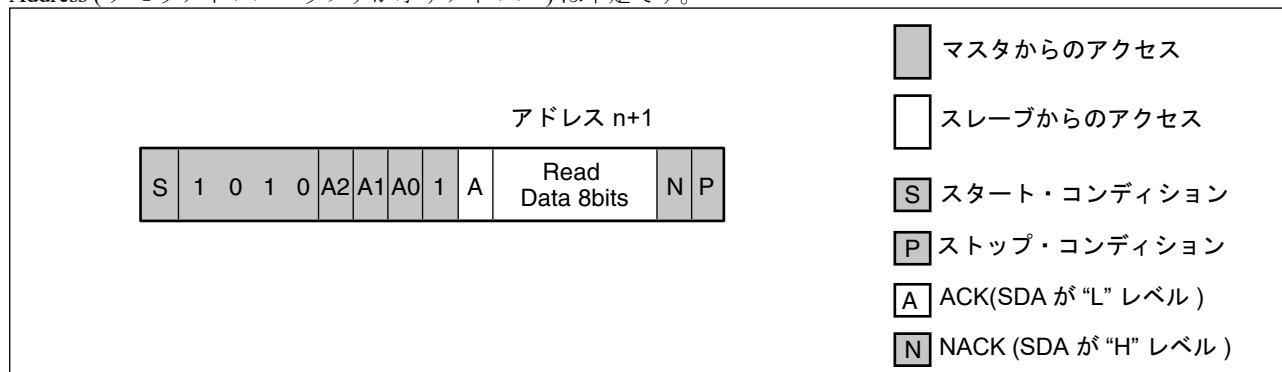 アドレス n+1
S 1 0 1 0 A2 A1 A0 1 A Read Data 8bits N P
マスタからのアクセス
スレーブからのアクセス
S スタート・コンディション
P ストップ・コンディション
A ACK(SDA が “L” レベル )
N NACK (SDA が “H” レベル )